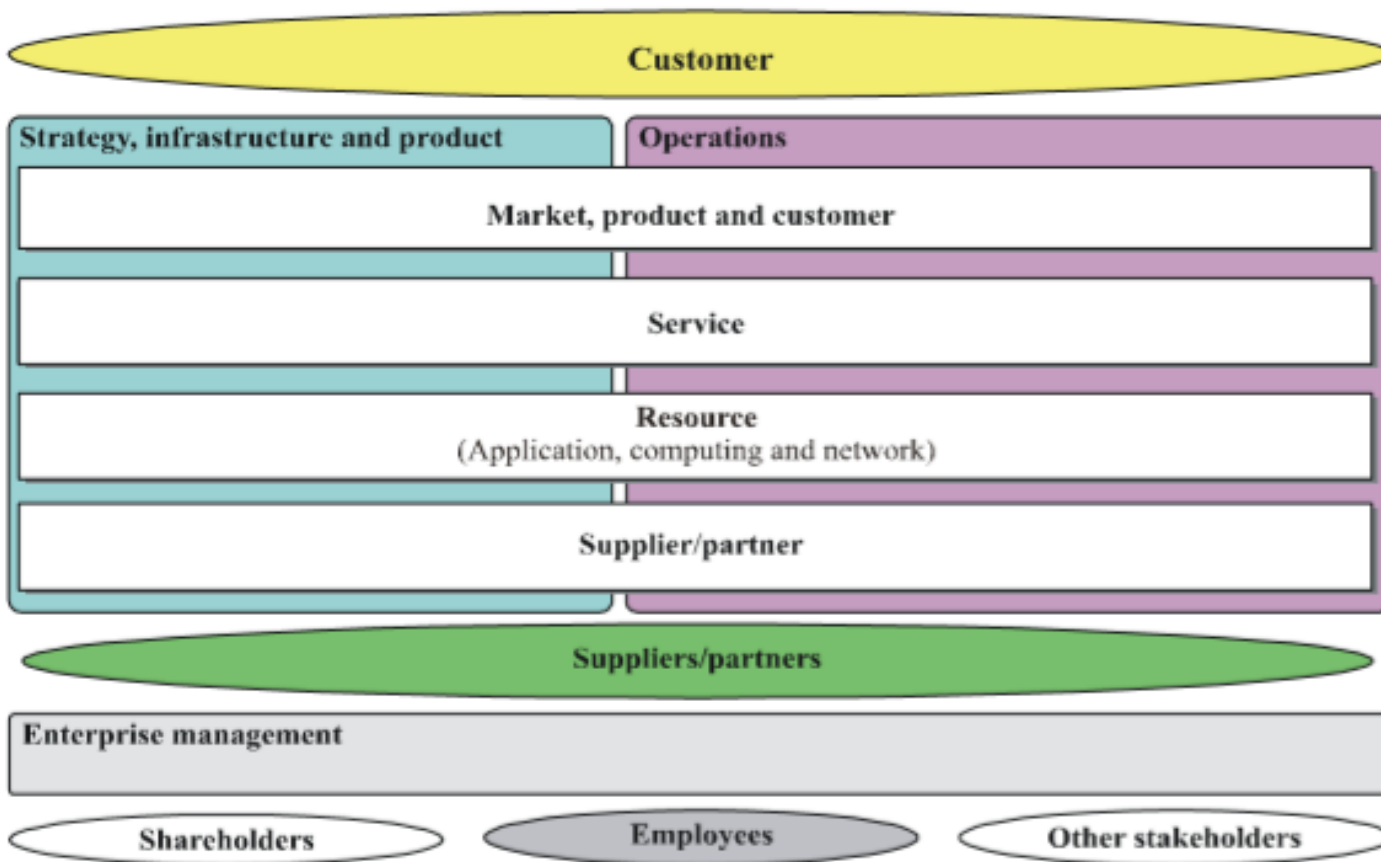 Customer
Strategy, infrastructure and product
Operations
Market, product and customer
Service
Resource
(Application, computing and network)
Supplier/partner
Suppliers/partners
Enterprise management
Shareholders
Employees
Other stakeholders